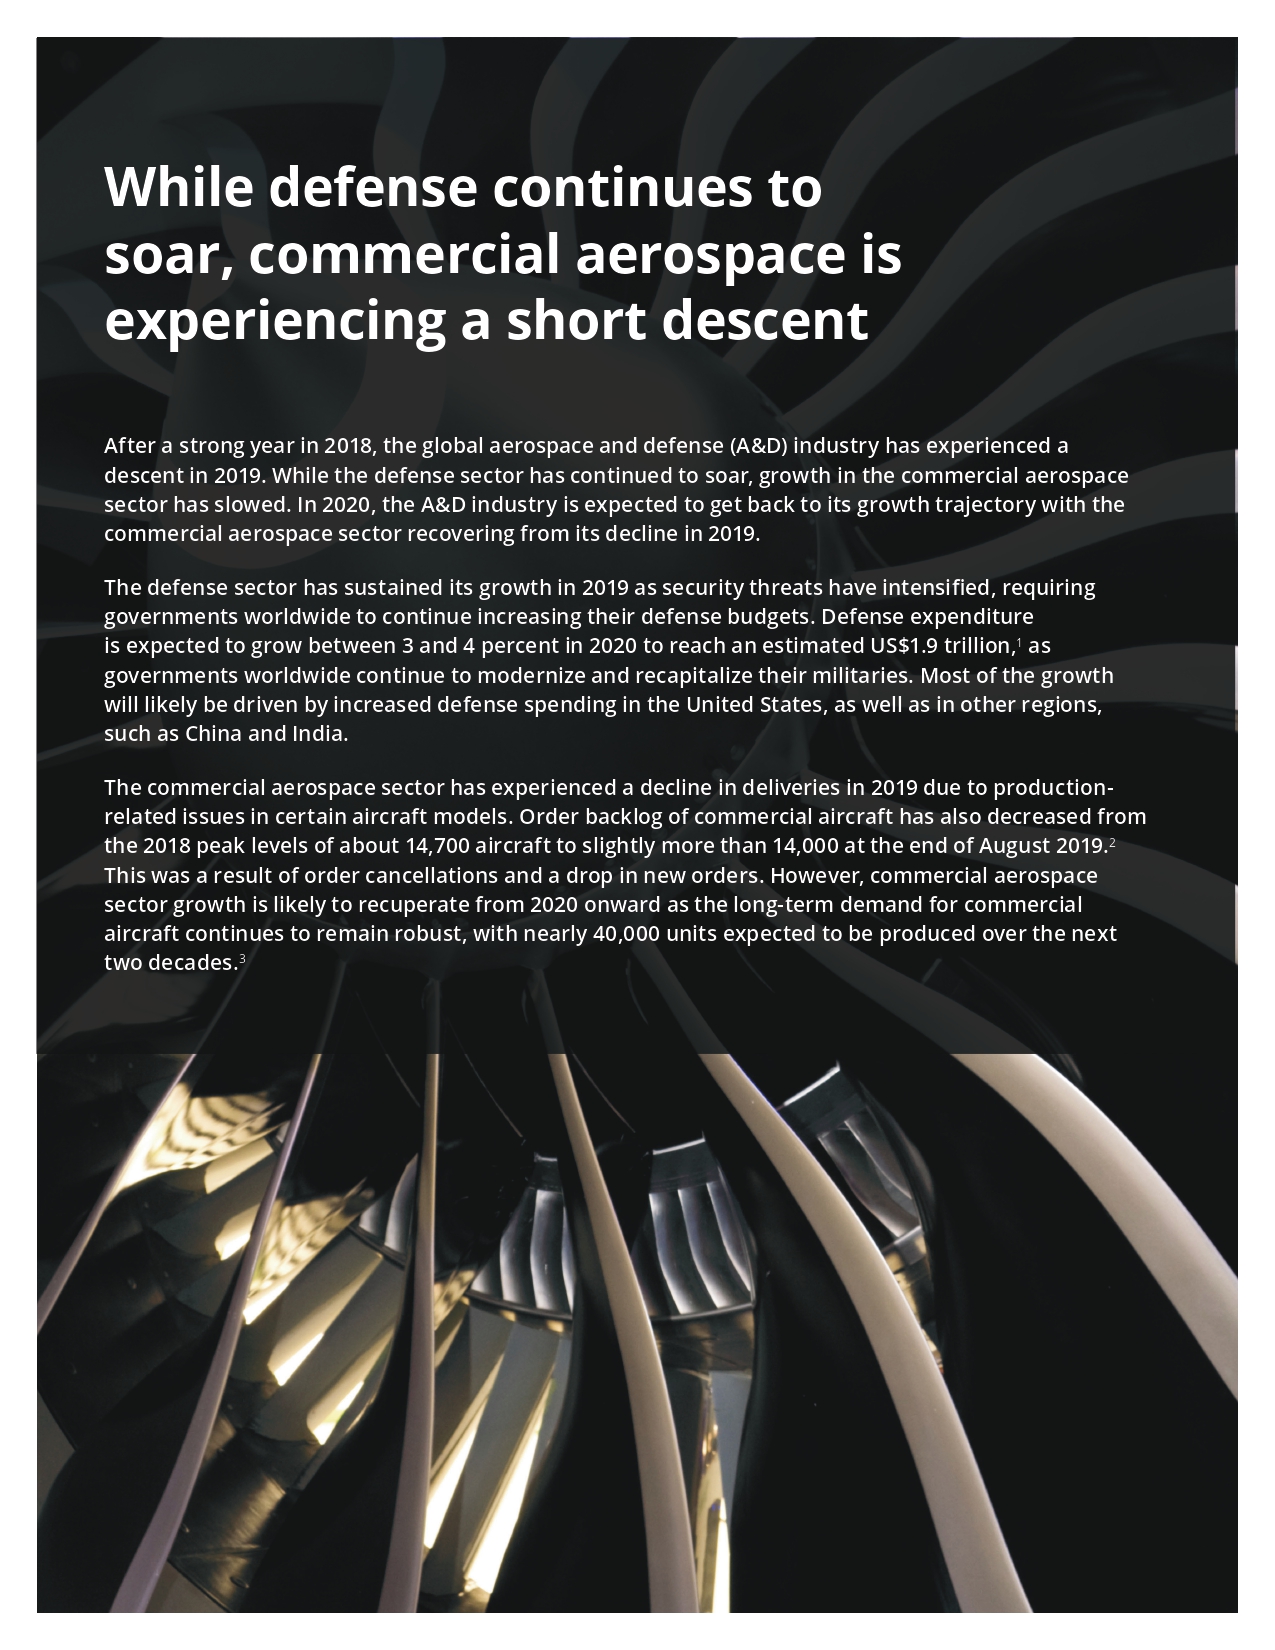 While defense continues to
soar, commercial aerospace is
experiencing a short descent
After a strong year in 2018, the global aerospace and defense (A&D) industry has experienced a
descent in 2019. While the defense sector has continued to soar, growth in the commercial aerospace
sector has slowed. In 2020, the A&D industry is expected to get back to its growth trajectory with the
commercial aerospace sector recovering from its decline in 2019.
The defense sector has sustained its growth in 2019 as security threats have intensified, requiring
governments worldwide to continue increasing their defense budgets. Defense expenditure
is expected to grow between 3 and 4 percent in 2020 to reach an estimated US$1.9 trillion,¹ as
governments worldwide continue to modernize and recapitalize their militaries. Most of the growth
will likely be driven by increased defense spending in the United States, as well as in other regions,
such as China and India.
The commercial aerospace sector has experienced a decline in deliveries in 2019 due to production-
related issues in certain aircraft models. Order backlog of commercial aircraft has also decreased from
the 2018 peak levels of about 14,700 aircraft to slightly more than 14,000 at the end of August 2019.²
This was a result of order cancellations and a drop in new orders. However, commercial aerospace
sector growth is likely to recuperate from 2020 onward as the long-term demand for commercial
aircraft continues to remain robust, with nearly 40,000 units expected to be produced over the next
two decades.³